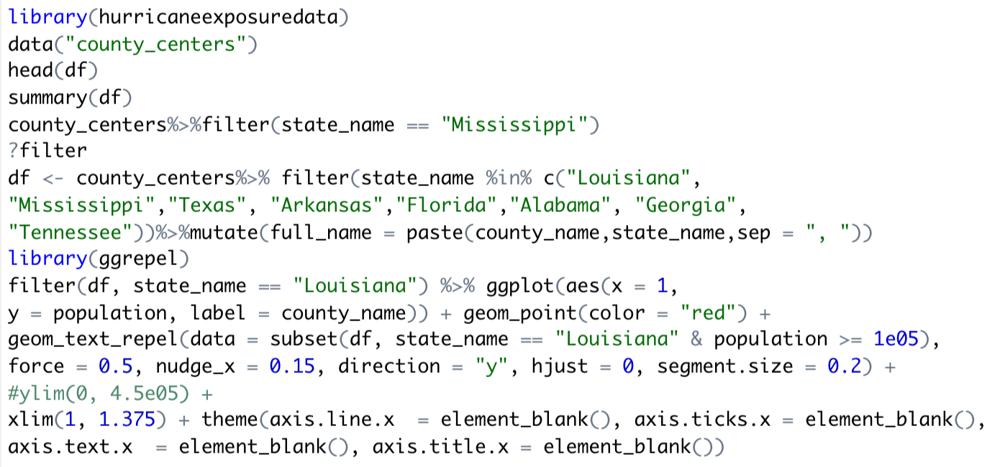 library(hurricaneexposuredata)
data("county_centers")
head(df)
summary(df)
county_centers%>%filter(state_name == "Mississippi")
?filter
df <- county_centers%>% filter(state_name %in% c("Louisiana",
"Mississippi","Texas", "Arkansas","Florida","Alabama", "Georgia",
"Tennessee"))%>%mutate(full_name = paste(county_name,state_name,sep = ", "))
library(ggrepel)
filter(df, state_name == "Louisiana") %>% ggplot(aes(x = 1,
y = population, label = county_name)) + geom_point(color = "red") +
geom_text_repel(data = subset(df, state_name == "Louisiana" & population >= 1e05),
force = 0.5, nudge_x = 0.15, direction = "y", hjust = 0, segment.size = 0.2) +
#ylim(0, 4.5e05) +
xlim(1, 1.375) + theme(axis.line.x  = element_blank(), axis.ticks.x = element_blank(),
axis.text.x  = element_blank(), axis.title.x = element_blank())